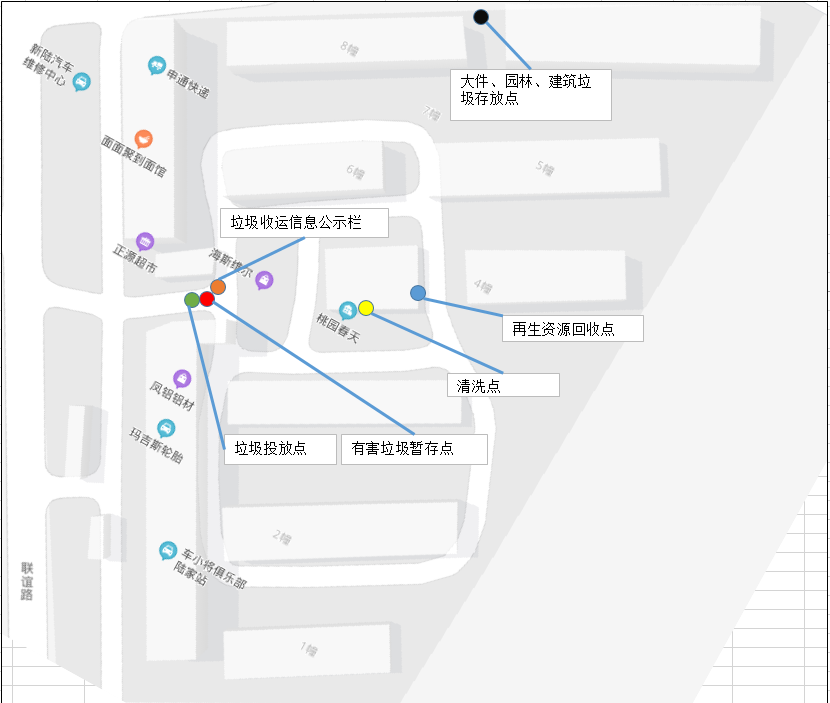 新陆汽车
维修中心
申通快递
8幢
大件、园林、建筑垃
圾存放点
7幢
面面聚到面馆
6幢
5幢
垃圾收运信息公示栏
正源超市
海斯维尔
4幢
桃园春天
再生资源回收点
清洗点
凤铝铝材
玛吉斯轮胎
垃圾投放点
有害垃圾暂存点
2幢
车小将俱乐部
陆家站
联谊路
1幢